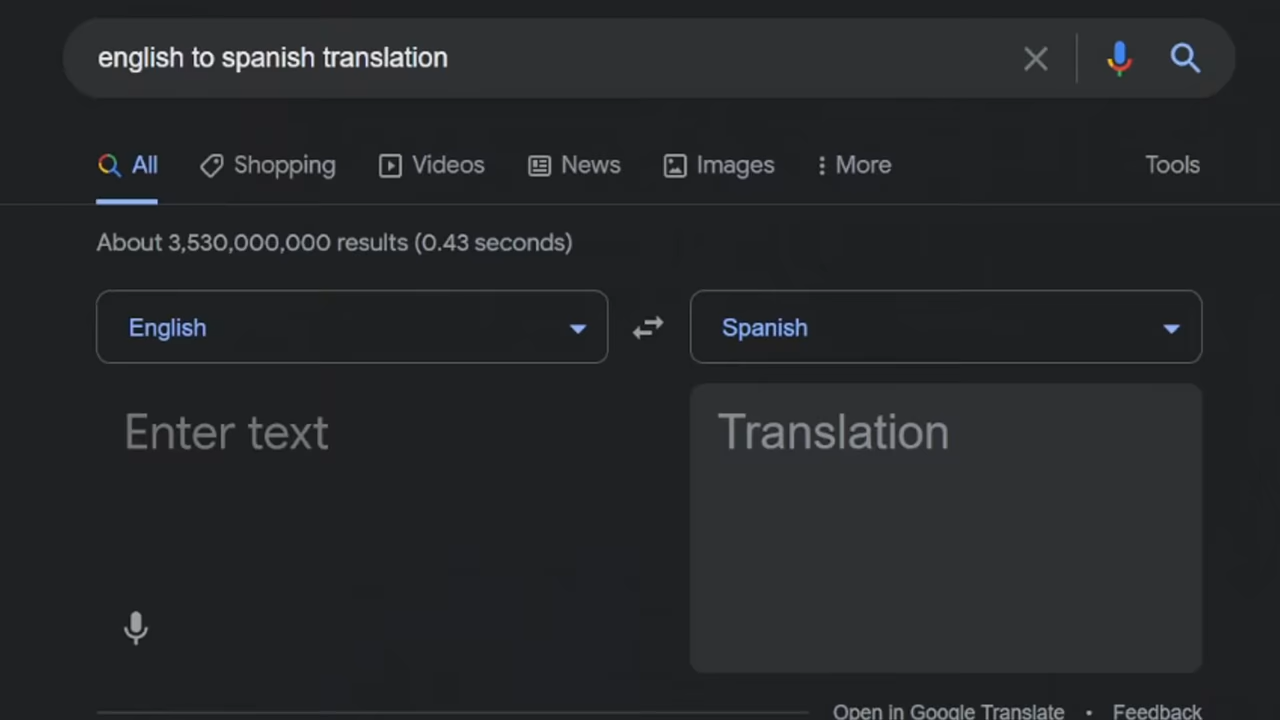 english to spanish translation
All Shopping Videos News Images More Tools
About 3,530,000,000 results (0.43 seconds)
English Spanish
Enter text Translation
Open in Google Translate • Feedback